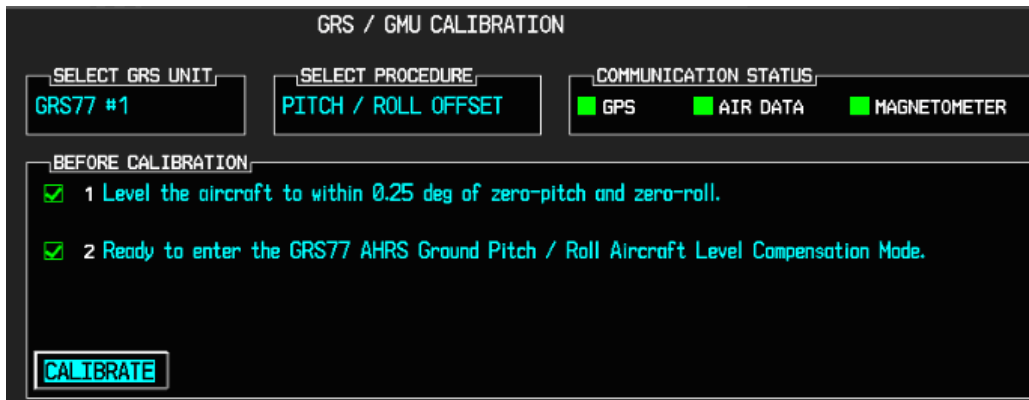 GRS / GMU CALIBRATION
SELECT GRS UNIT
GRS77 #1
SELECT PROCEDURE
PITCH / ROLL OFFSET
COMMUNICATION STATUS
GPS AIR DATA MAGNETOMETER
BEFORE CALIBRATION
1 Level the aircraft to within 0.25 deg of zero-pitch and zero-roll.
2 Ready to enter the GRS77 AHRS Ground Pitch / Roll Aircraft Level Compensation Mode.
CALIBRATE